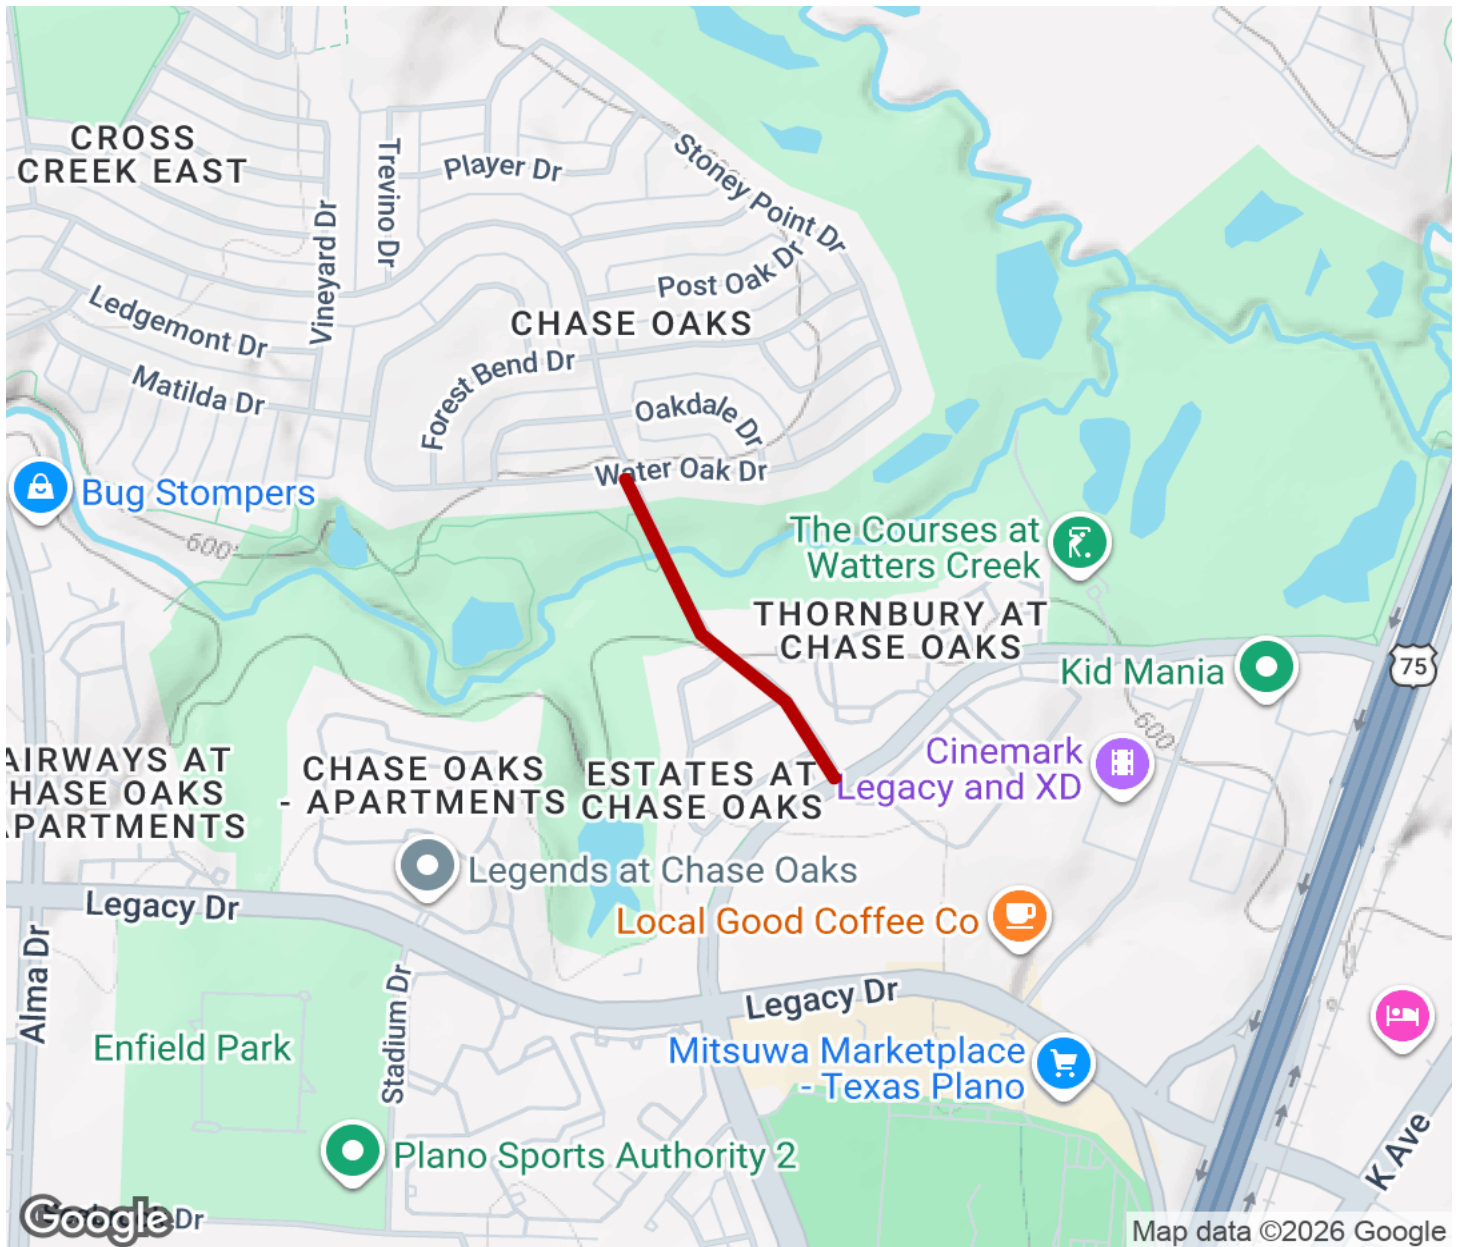 CROSS
CREEK EAST
Trevino Dr
Player Dr
Stoney Point Dr
Vineyard Dr
Post Oak Dr
Ledgemont Dr
CHASE OAKS
Matilda Dr
Forest Bend Dr
Oakdale Dr
Water Oak Dr
Bug Stompers
600
The Courses at
Watters Creek
THORNBURY AT
CHASE OAKS
Kid Mania
75
600
Cinemark
Legacy and XD
AIRWAYS AT
HASE OAKS
APARTMENTS
CHASE OAKS
- APARTMENTS
ESTATES AT
CHASE OAKS
Legends at Chase Oaks
Legacy Dr
Local Good Coffee Co
Alma Dr
Stadium Dr
Legacy Dr
Enfield Park
Mitsuwa Marketplace
- Texas Plano
K Ave
Plano Sports Authority 2
Google
Dr
Map data ©2026 Google